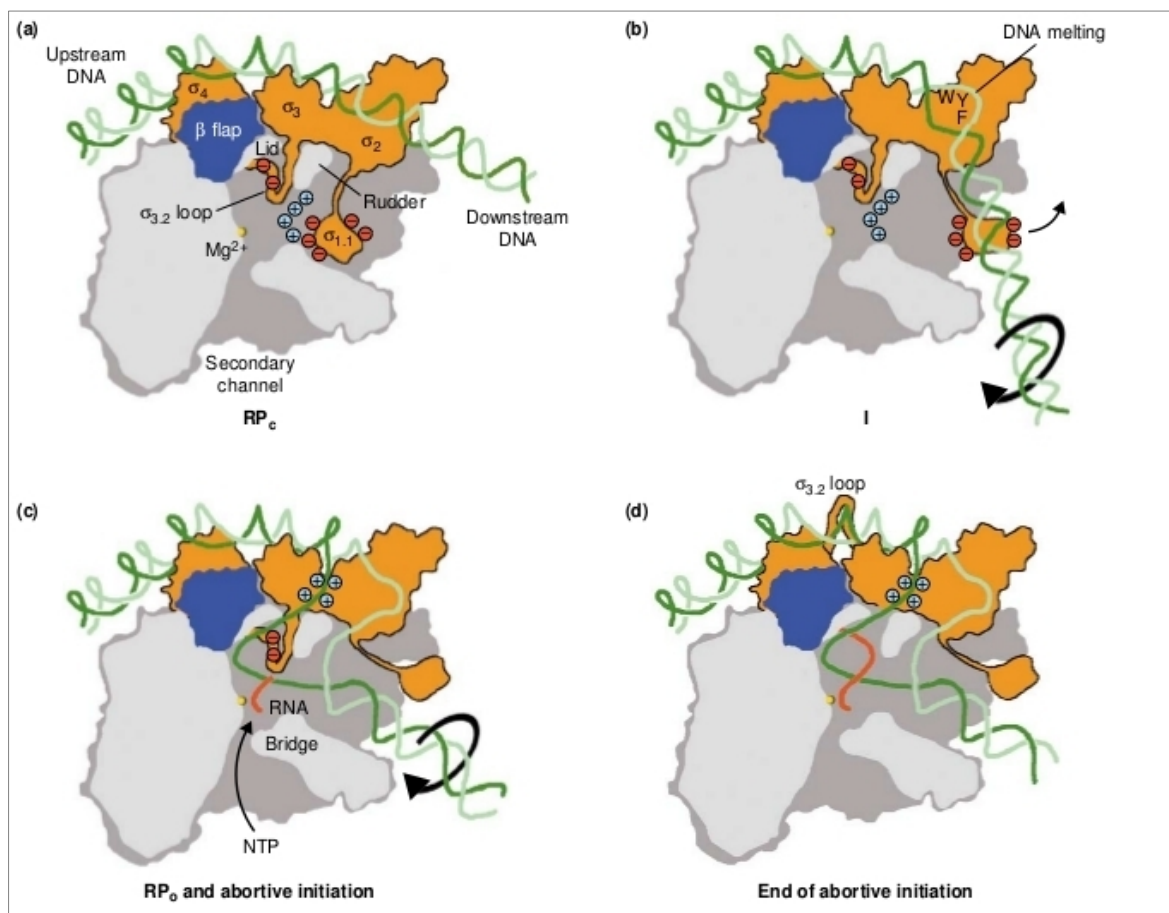 (a)
Upstream
DNA
σ4
σ3
β flap
Lid
σ2
σ3.2 loop
Rudder
Mg2+
σ1.1
Downstream
DNA
Secondary
channel
RPc
(b)
DNA melting
W Y
F
I
(c)
RNA
Bridge
NTP
RPo and abortive initiation
(d)
σ3.2 loop
End of abortive initiation